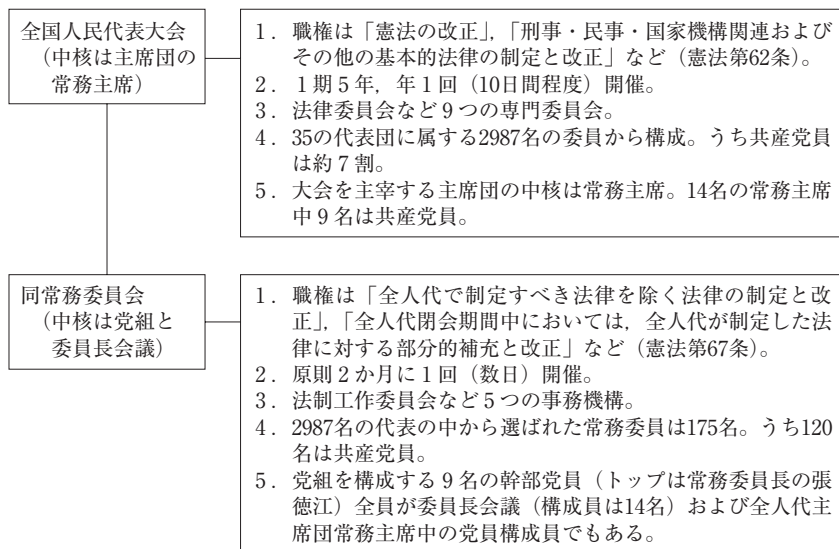 全国人民代表大会
（中核は主席団の
常務主席）
1．職権は「憲法の改正」，「刑事・民事・国家機構関連および
その他の基本的法律の制定と改正」など（憲法第62条）。
2．1期5年，年1回（10日間程度）開催。
3．法律委員会など9つの専門委員会。
4．35の代表団に属する2987名の委員から構成。うち共産党員
は約7割。
5．大会を主宰する主席団の中核は常務主席。14名の常務主席
中9名は共産党員。
同常務委員会
（中核は党組と
委員長会議）
1．職権は「全人代で制定すべき法律を除く法律の制定と改
正」，「全人代閉会期間中においては，全人代が制定した法
律に対する部分的補充と改正」など（憲法第67条）。
2．原則2か月に1回（数日）開催。
3．法制工作委員会など5つの事務機構。
4．2987名の代表の中から選ばれた常務委員は175名。うち120
名は共産党員。
5．党組を構成する9名の幹部党員（トップは常務委員長の張
徳江）全員が委員長会議（構成員は14名）および全人代主
席団常務主席中の党員構成員でもある。